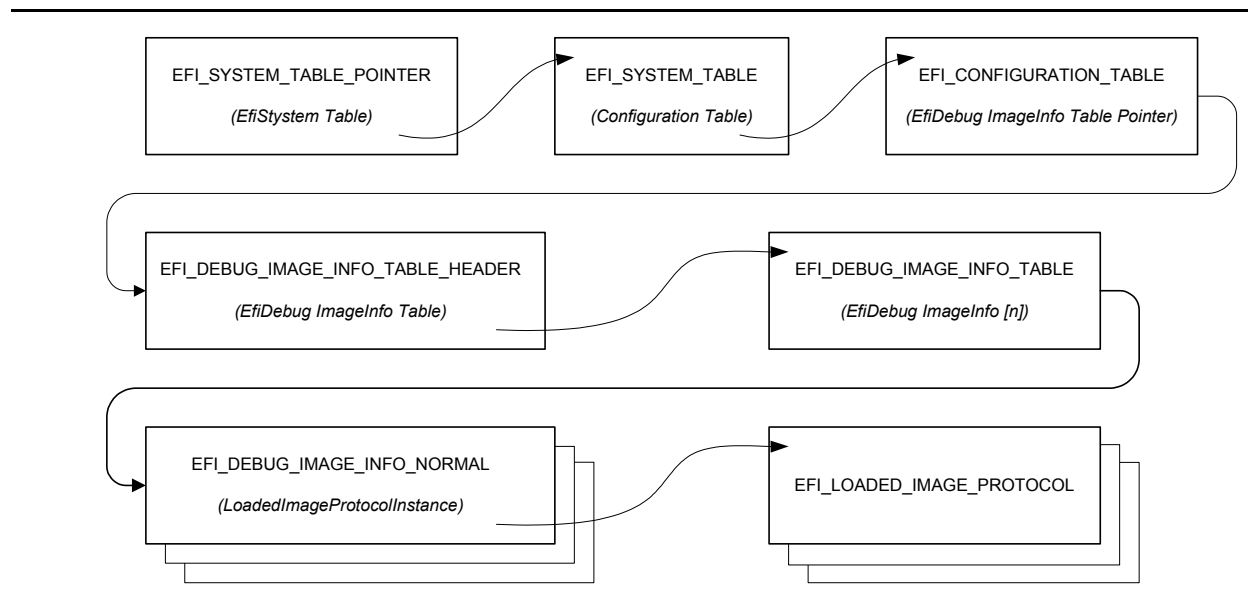 EFI_SYSTEM_TABLE_POINTER
(EfiStystem Table)
EFI_SYSTEM_TABLE
(Configuration Table)
EFI_CONFIGURATION_TABLE
(EfiDebug ImageInfo Table Pointer)
EFI_DEBUG_IMAGE_INFO_TABLE_HEADER
(EfiDebug ImageInfo Table)
EFI_DEBUG_IMAGE_INFO_TABLE
(EfiDebug ImageInfo [n])
EFI_DEBUG_IMAGE_INFO_NORMAL
(LoadedImageProtocolInstance)
EFI_LOADED_IMAGE_PROTOCOL